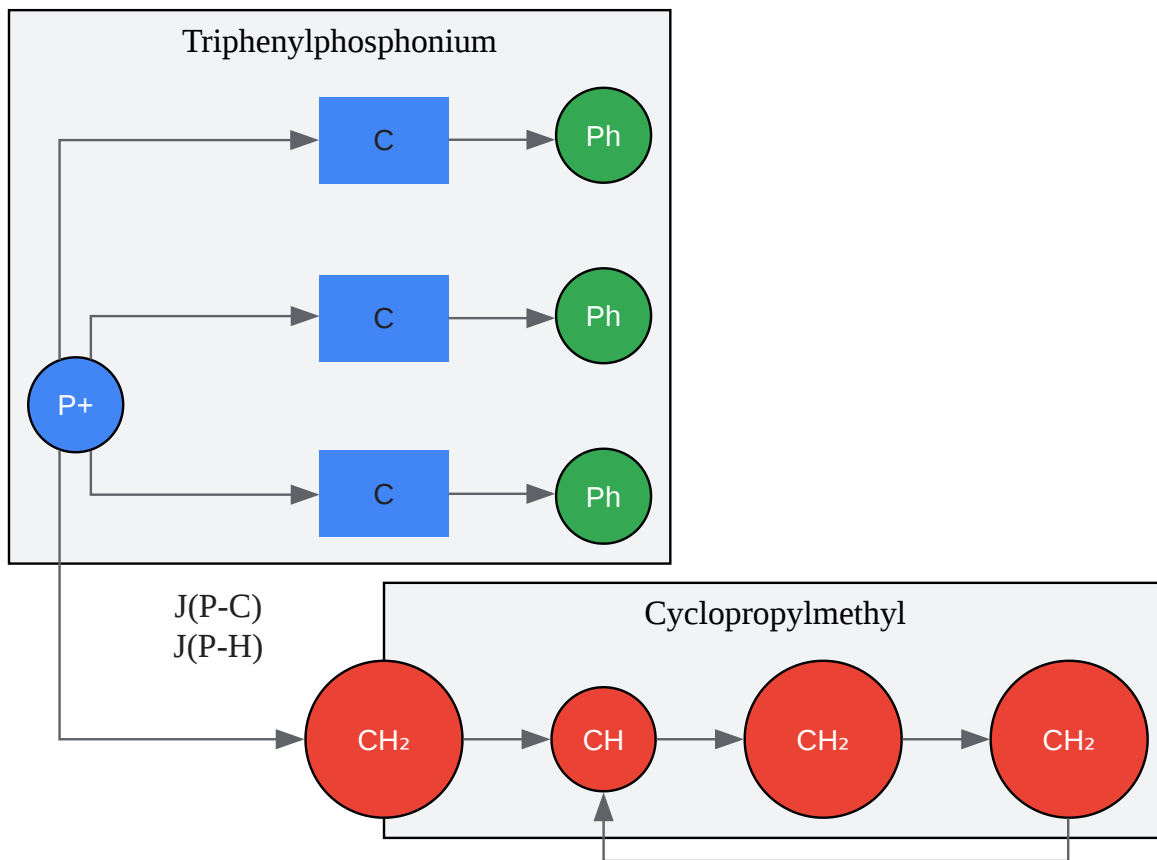 Triphenylphosphonium
C
Ph
C
Ph
P+
C
Ph
J(P-C)
J(P-H)
Cyclopropylmethyl
CH₂
CH
CH₂
CH₂